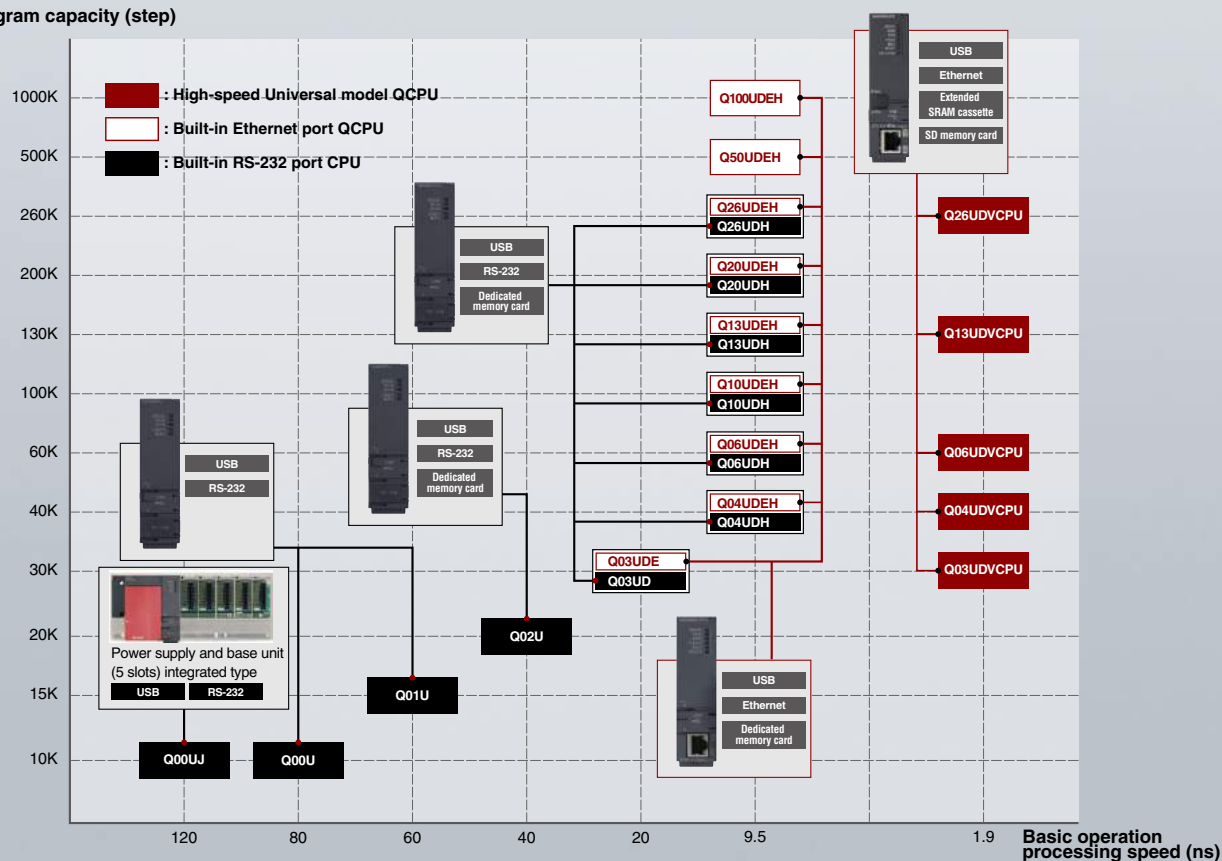 gram capacity (step)
1000K
500K
260K
200K
130K
100K
60K
40K
30K
20K
15K
10K
: High-speed Universal model QCPU
: Built-in Ethernet port QCPU
: Built-in RS-232 port CPU
USB
Ethernet
Extended
SRAM cassette
SD memory card
Q100UDEH
Q50UDEH
Q26UDEH
Q26UDH
Q20UDEH
Q20UDH
Q13UDEH
Q13UDH
Q10UDEH
Q10UDH
Q06UDEH
Q06UDH
Q04UDEH
Q04UDH
Q03UDE
Q03UD
Q26UDVCPU
Q13UDVCPU
Q06UDVCPU
Q04UDVCPU
Q03UDVCPU
USB
RS-232
Dedicated
memory card
USB
RS-232
Dedicated
memory card
USB
RS-232
Power supply and base unit
(5 slots) integrated type
USB
RS-232
USB
Ethernet
Dedicated
memory card
Q02U
Q01U
Q00UJ
Q00U
120
80
60
40
20
9.5
1.9
Basic operation
processing speed (ns)